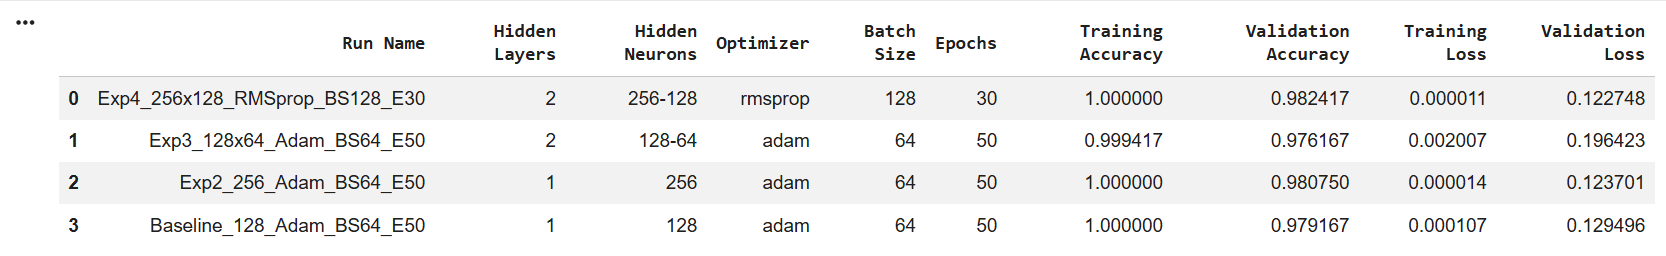 ...
Run Name Hidden Layers Hidden Neurons Optimizer Batch Size Epochs Training Accuracy Validation Accuracy Training Loss Validation Loss
0 Exp4_256x128_RMSprop_BS128_E30 2 256-128 rmsprop 128 30 1.000000 0.982417 0.000011 0.122748
1 Exp3_128x64_Adam_BS64_E50 2 128-64 adam 64 50 0.999417 0.976167 0.002007 0.196423
2 Exp2_256_Adam_BS64_E50 1 256 adam 64 50 1.000000 0.980750 0.000014 0.123701
3 Baseline_128_Adam_BS64_E50 1 128 adam 64 50 1.000000 0.979167 0.000107 0.129496